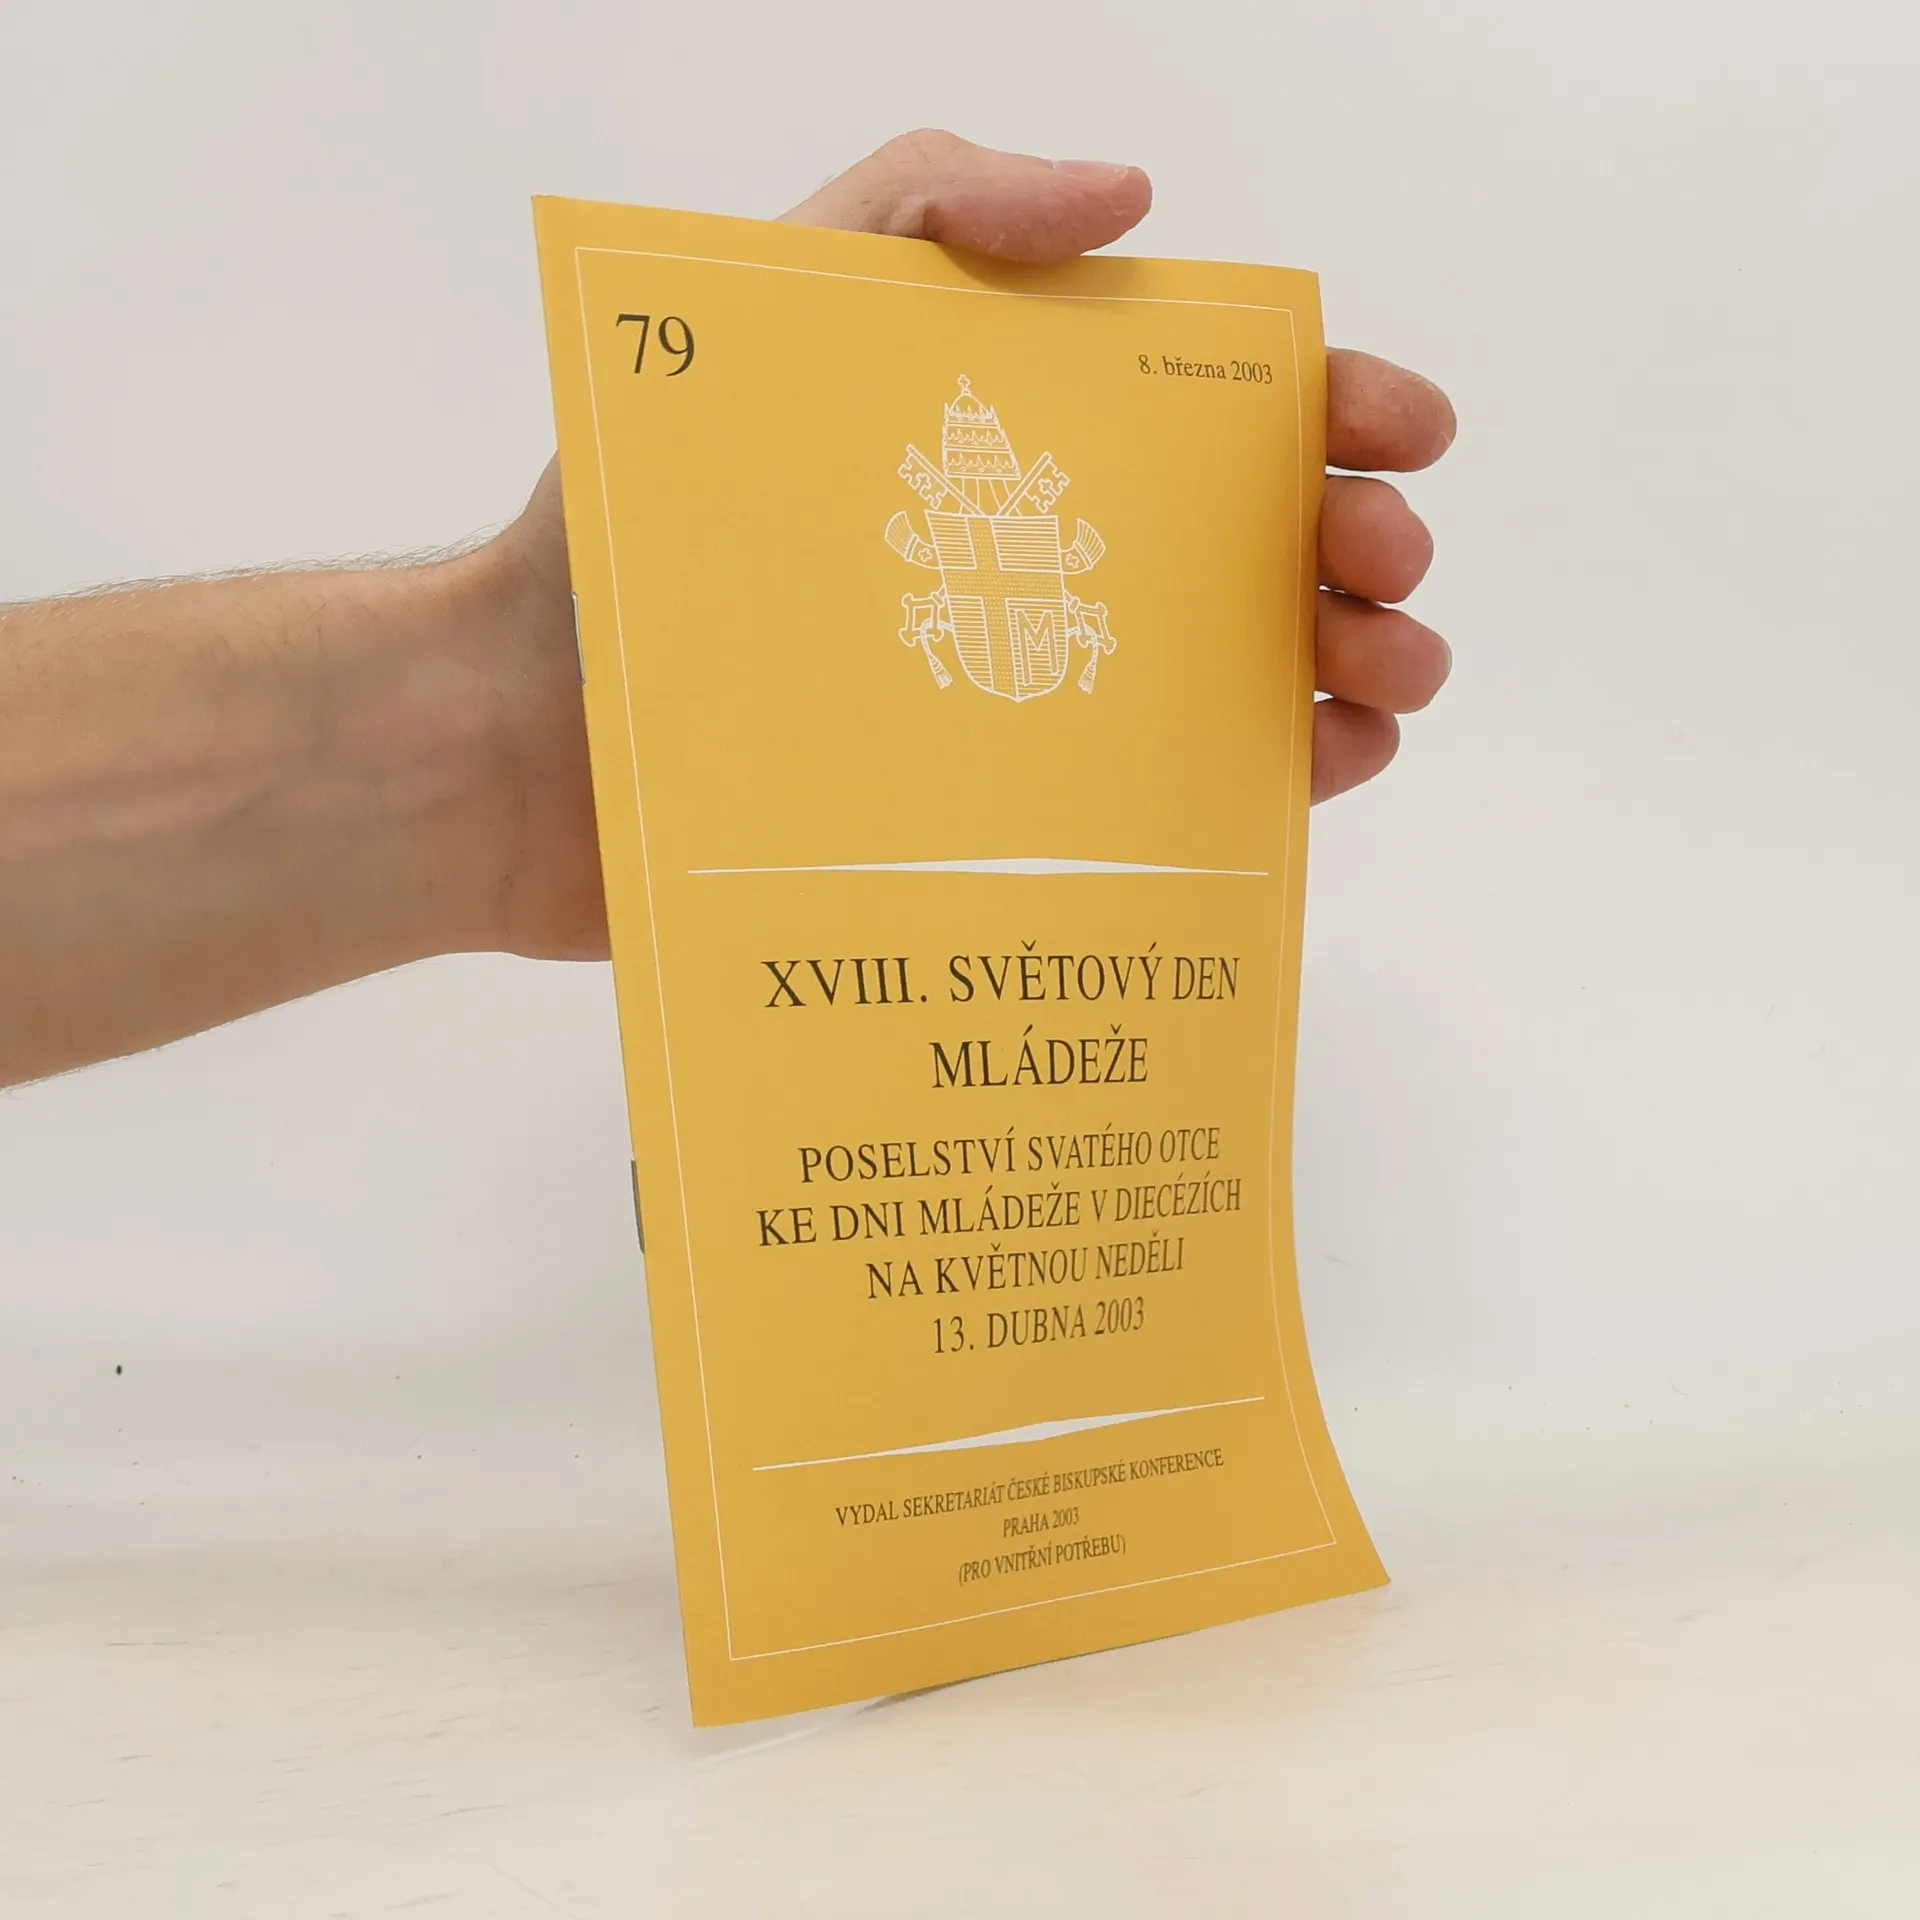 79
8. března 2003
M
XVIII. SVĚTOVÝ DEN
MLÁDEŽE
POSELSTVÍ SVATÉHO OTCE
KE DNI MLÁDEŽE V DIECÉZÍCH
NA KVĚTNOU NEDĚLI
13. DUBNA 2003
VYDAL SEKRETARIÁT ČESKÉ BISKUPSKÉ KONFERENCE
PRAHA 2003
(PRO VNITŘNÍ POTŘEBU)